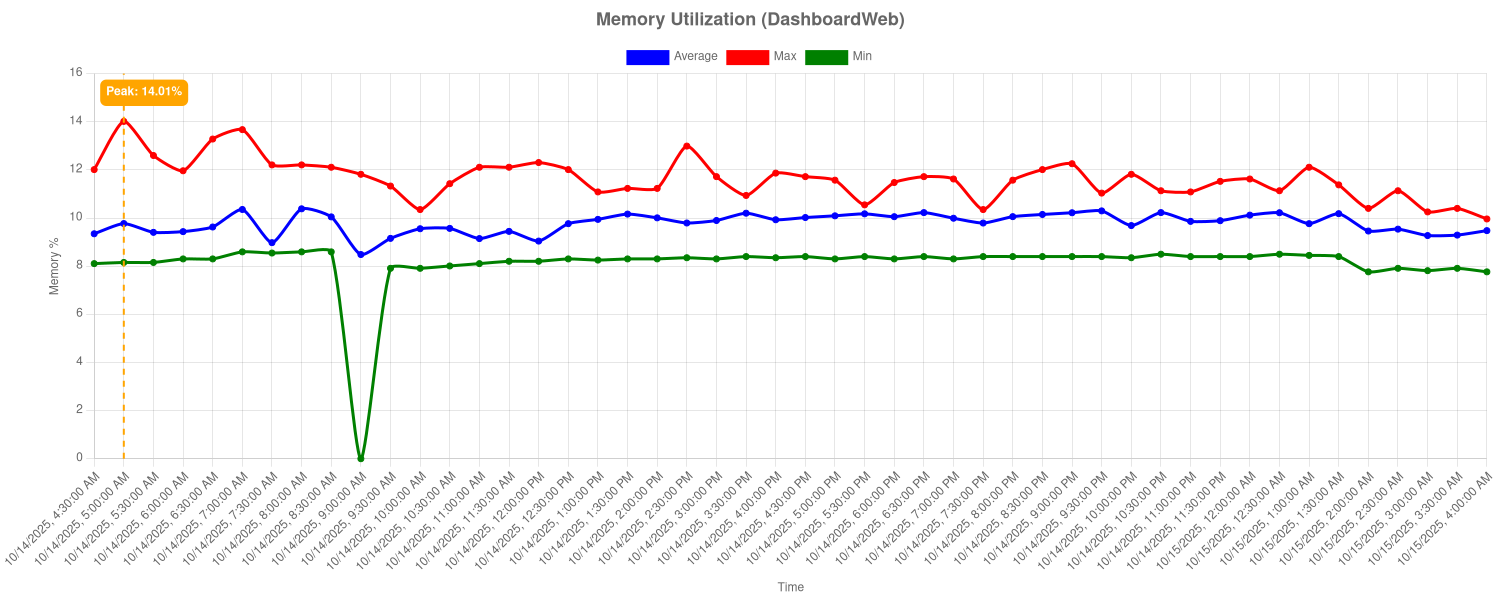 Memory Utilization (DashboardWeb)
Average Max Min
16
Peak: 14.01%
14
12
10
8
6
4
2
0
Memory %
10/14/2025, 4:30:00 AM
10/14/2025, 5:00:00 AM
10/14/2025, 5:30:00 AM
10/14/2025, 6:00:00 AM
10/14/2025, 6:30:00 AM
10/14/2025, 7:00:00 AM
10/14/2025, 7:30:00 AM
10/14/2025, 8:00:00 AM
10/14/2025, 8:30:00 AM
10/14/2025, 9:00:00 AM
10/14/2025, 9:30:00 AM
10/14/2025, 10:00:00 AM
10/14/2025, 10:30:00 AM
10/14/2025, 11:00:00 AM
10/14/2025, 11:30:00 AM
10/14/2025, 12:00:00 PM
10/14/2025, 12:30:00 PM
10/14/2025, 1:00:00 PM
10/14/2025, 1:30:00 PM
10/14/2025, 2:00:00 PM
10/14/2025, 2:30:00 PM
10/14/2025, 3:00:00 PM
10/14/2025, 3:30:00 PM
10/14/2025, 4:00:00 PM
10/14/2025, 4:30:00 PM
10/14/2025, 5:00:00 PM
10/14/2025, 5:30:00 PM
10/14/2025, 6:00:00 PM
10/14/2025, 6:30:00 PM
10/14/2025, 7:00:00 PM
10/14/2025, 7:30:00 PM
10/14/2025, 8:00:00 PM
10/14/2025, 8:30:00 PM
10/14/2025, 9:00:00 PM
10/14/2025, 9:30:00 PM
10/14/2025, 10:00:00 PM
10/14/2025, 10:30:00 PM
10/14/2025, 11:00:00 PM
10/14/2025, 11:30:00 PM
10/15/2025, 12:00:00 AM
10/15/2025, 12:30:00 AM
10/15/2025, 1:00:00 AM
10/15/2025, 1:30:00 AM
10/15/2025, 2:00:00 AM
10/15/2025, 2:30:00 AM
10/15/2025, 3:00:00 AM
10/15/2025, 3:30:00 AM
10/15/2025, 4:00:00 AM
Time